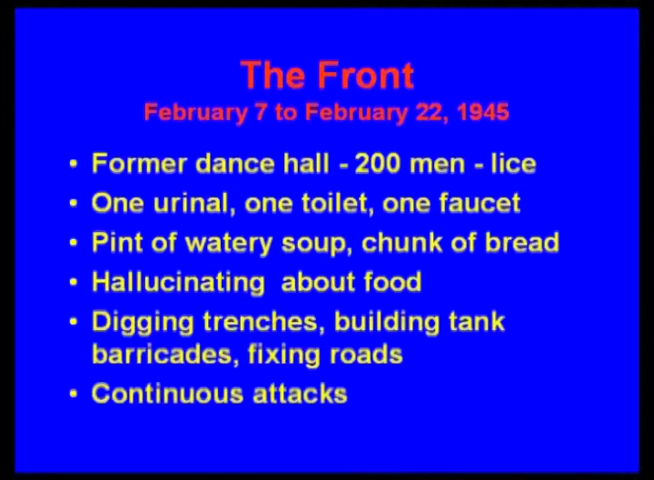 The Front
February 7 to February 22, 1945
• Former dance hall - 200 men - lice
• One urinal, one toilet, one faucet
• Pint of watery soup, chunk of bread
• Hallucinating  about food
• Digging trenches, building tank
barricades, fixing roads
• Continuous attacks